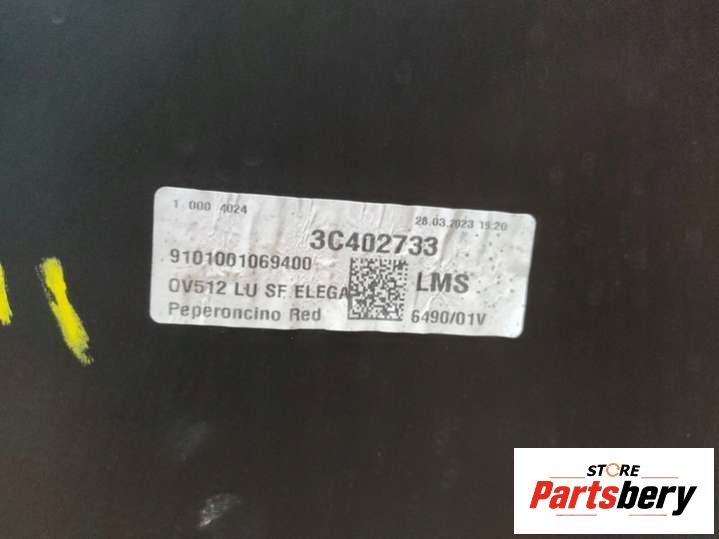 1 000 4024
28.03.2023 15:20
3C402733
9101001069400
LMS
OV512 LU SF ELEGA
Peperoncino Red
6490/01V
STORE
Partsbery